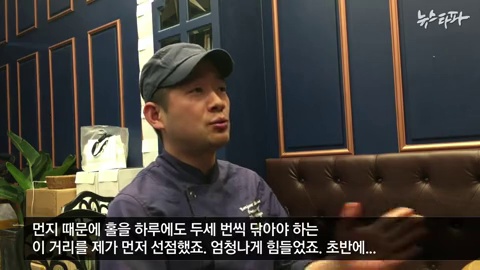 뉴스타파
먼지 때문에 홀을 하루에도 두세 번씩 닦아야 하는
이 거리를 제가 먼저 선점했죠. 엄청나게 힘들었죠. 초반에...